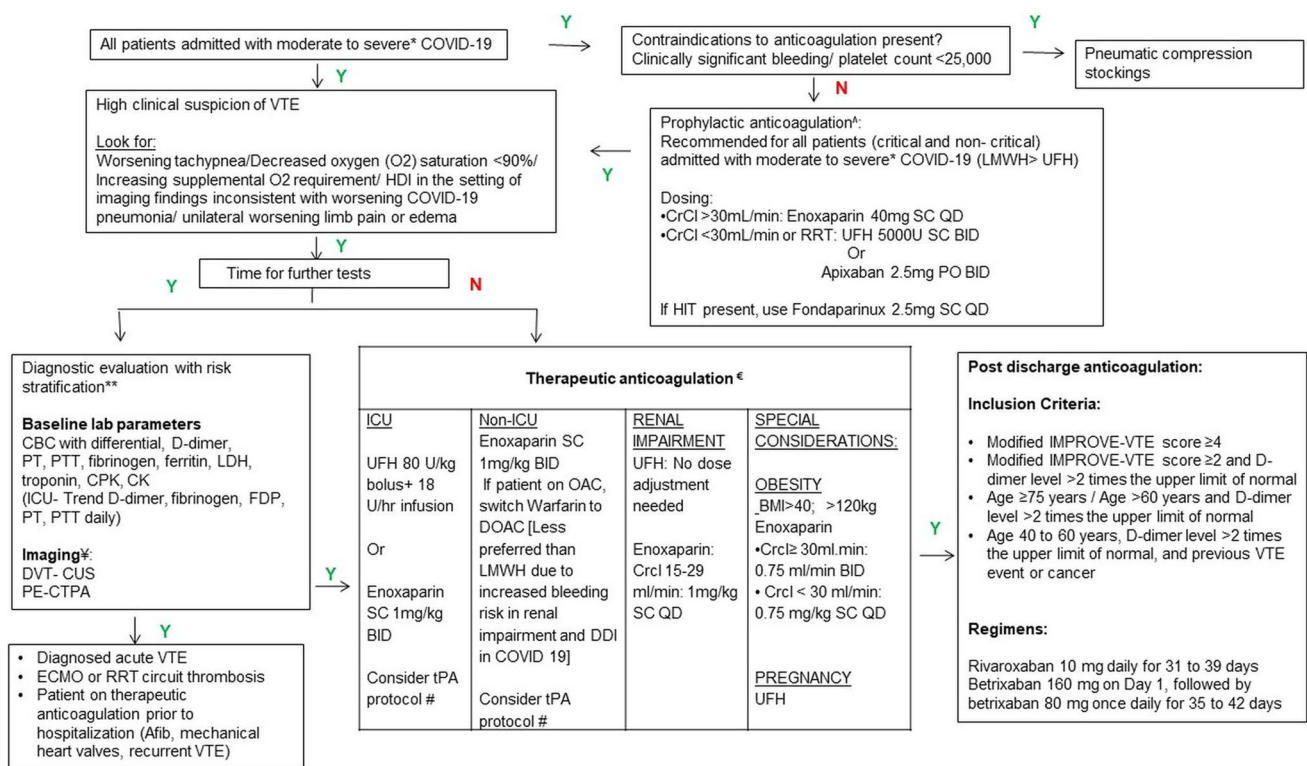 All patients admitted with moderate to severe* COVID-19
Y
Contraindications to anticoagulation present?
Clinically significant bleeding/ platelet count <25,000
Y
Pneumatic compression
stockings
Y
N
High clinical suspicion of VTE
Look for:
Worsening tachypnea/Decreased oxygen (O2) saturation <90%/
Increasing supplemental O2 requirement/ HDI in the setting of
imaging findings inconsistent with worsening COVID-19
pneumonia/ unilateral worsening limb pain or edema
Y
Prophylactic anticoagulation^:
Recommended for all patients (critical and non- critical)
admitted with moderate to severe* COVID-19 (LMWH> UFH)
Dosing:
•CrCl >30mL/min: Enoxaparin 40mg SC QD
•CrCl <30mL/min or RRT: UFH 5000U SC BID
Or
Apixaban 2.5mg PO BID
If HIT present, use Fondaparinux 2.5mg SC QD
Y
Time for further tests
Y
N
Diagnostic evaluation with risk
stratification**
Baseline lab parameters
CBC with differential, D-dimer,
PT, PTT, fibrinogen, ferritin, LDH,
troponin, CPK, CK
(ICU- Trend D-dimer, fibrinogen, FDP,
PT, PTT daily)
Imaging¥:
DVT- CUS
PE-CTPA
Y
Y
• Diagnosed acute VTE
• ECMO or RRT circuit thrombosis
• Patient on therapeutic
anticoagulation prior to
hospitalization (Afib, mechanical
heart valves, recurrent VTE)
Therapeutic anticoagulation €
ICU
UFH 80 U/kg
bolus+ 18
U/hr infusion
Or
Enoxaparin
SC 1mg/kg
BID
Consider tPA
protocol #
Non-ICU
Enoxaparin SC
1mg/kg BID
If patient on OAC,
switch Warfarin to
DOAC [Less
preferred than
LMWH due to
increased bleeding
risk in renal
impairment and DDI
in COVID 19]
Consider tPA
protocol #
RENAL
IMPAIRMENT
UFH: No dose
adjustment
needed
Enoxaparin:
Crcl 15-29
ml/min: 1mg/kg
SC QD
SPECIAL
CONSIDERATIONS:
OBESITY
BMI>40; >120kg
Enoxaparin
•Crcl≥ 30ml.min:
0.75 ml/min BID
• Crcl < 30 ml/min:
0.75 mg/kg SC QD
PREGNANCY
UFH
Y
Post discharge anticoagulation:
Inclusion Criteria:
• Modified IMPROVE-VTE score ≥4
• Modified IMPROVE-VTE score ≥2 and D-
dimer level >2 times the upper limit of normal
• Age ≥75 years / Age >60 years and D-dimer
level >2 times the upper limit of normal
• Age 40 to 60 years, D-dimer level >2 times
the upper limit of normal, and previous VTE
event or cancer
Regimens:
Rivaroxaban 10 mg daily for 31 to 39 days
Betrixaban 160 mg on Day 1, followed by
betrixaban 80 mg once daily for 35 to 42 days